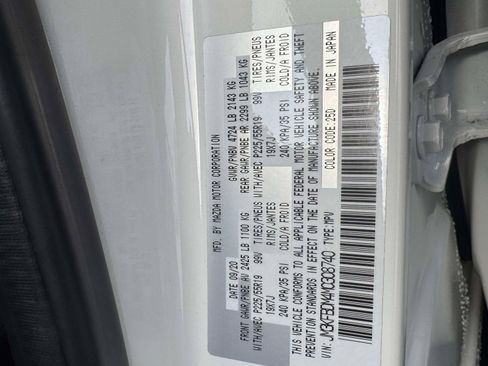 MFD. BY MAZDA MOTOR CORPORATION
09/20 GVWR/PNBV 4724 LB 2143 KG
FRONT GAWR/PNBE AV 2425 LB 1100 KG REAR GAWR/PNBE AR 2299 LB 1043 KG
WITH/AVEC P225/55R19 99V TIRES/PNEUS WITH/AVEC P225/55R19 99V TIRES/PNEUS
19X7J RIMS/JANTES 19X7J RIMS/JANTES
240 KPA/35 PSI COLD/A FROID 240 KPA/35 PSI COLD/A FROID
THIS VEHICLE CONFORMS TO ALL APPLICABLE FEDERAL MOTOR VEHICLE SAFETY AND THEFT
PREVENTION STANDARDS IN EFFECT ON THE DATE OF MANUFACTURE SHOWN ABOVE.
TYPE:MPV COLOR CODE:25D MADE IN JAPAN